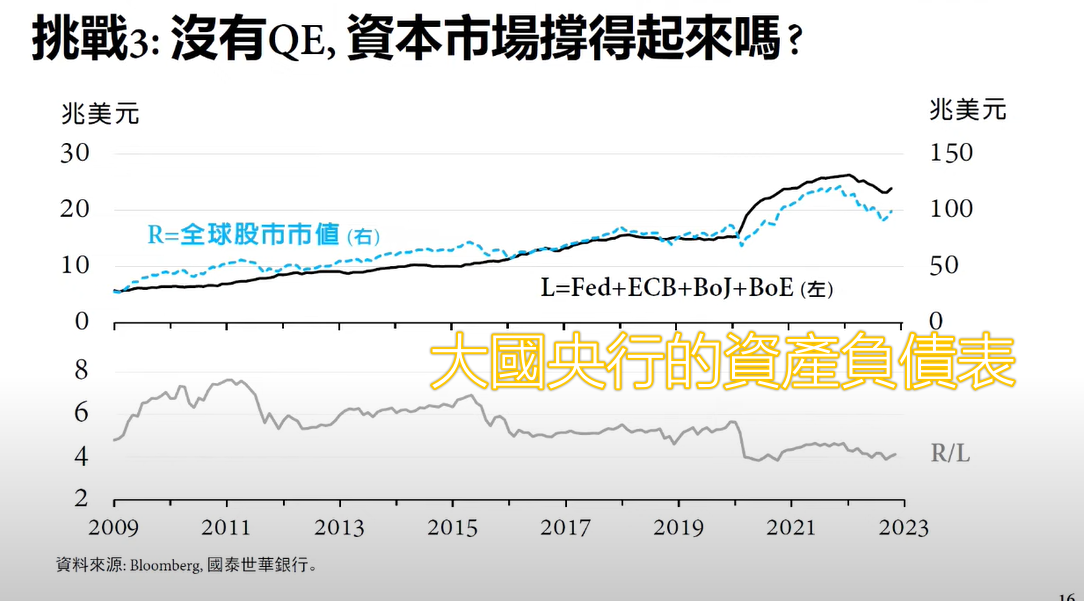 挑戰3: 沒有QE, 資本市場撐得起來嗎?
兆美元
兆美元
30
150
20
100
R=全球股市市值 (右)
10
50
L=Fed+ECB+BoJ+BoE (左)
0
0
大國央行的資產負債表
8
6
4
R/L
2
2009
2011
2013
2015
2017
2019
2021
2023
資料來源: Bloomberg, 國泰世華銀行。
16